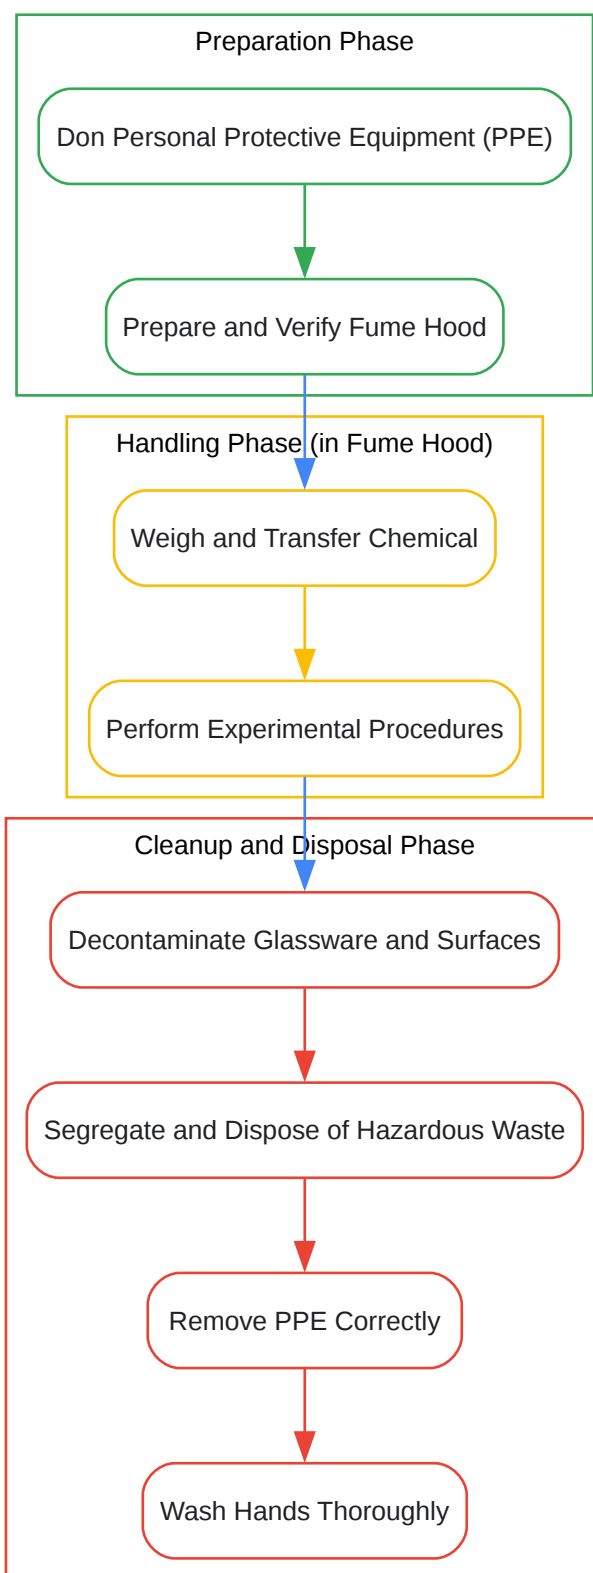 Preparation Phase
Don Personal Protective Equipment (PPE)
Prepare and Verify Fume Hood
Handling Phase (in Fume Hood)
Weigh and Transfer Chemical
Perform Experimental Procedures
Cleanup and Disposal Phase
Decontaminate Glassware and Surfaces
Segregate and Dispose of Hazardous Waste
Remove PPE Correctly
Wash Hands Thoroughly